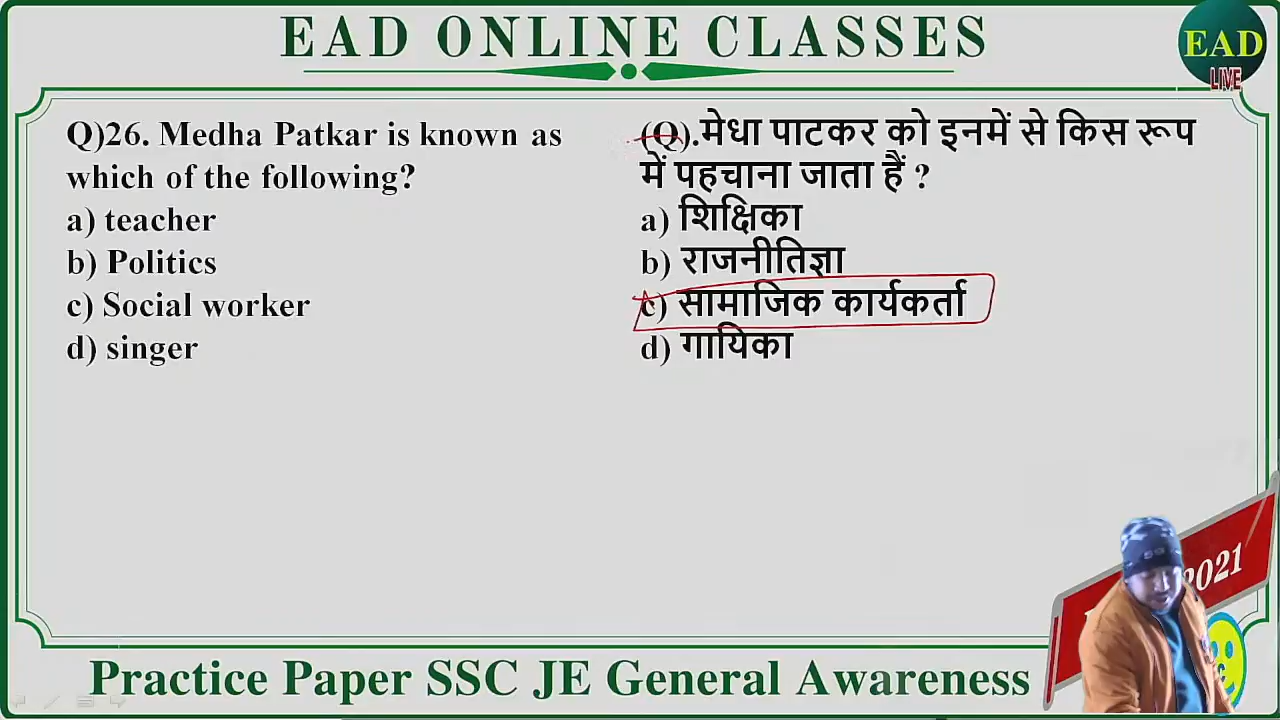 EAD ONLINE CLASSES
EAD
LIVE
Q)26. Medha Patkar is known as
which of the following?
a) teacher
b) Politics
c) Social worker
d) singer
(Q).मेधा पाटकर को इनमें से किस रूप
में पहचाना जाता हैं ?
a) शिक्षिका
b) राजनीतिज्ञा
c) सामाजिक कार्यकर्ता
d) गायिका
2021
Practice Paper SSC JE General Awareness